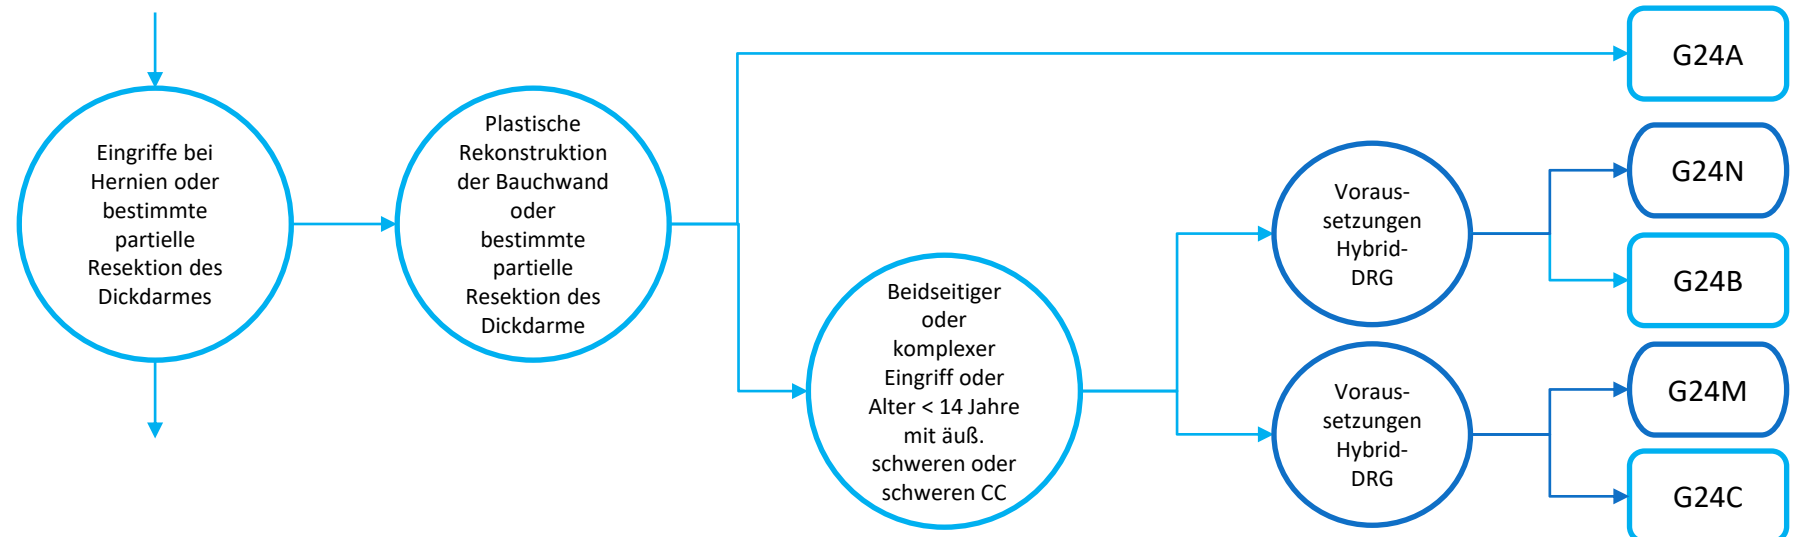 Eingriffe bei
Hernien oder
bestimmte
partielle
Resektion des
Dickdarmes
Plastische
Rekonstruktion
der Bauchwand
oder
bestimmte
partielle
Resektion des
Dickdarme
Beidseitiger
oder
komplexer
Eingriff oder
Alter < 14 Jahre
mit äuß.
schweren oder
schweren CC
Voraus-
setzungen
Hybrid-
DRG
Voraus-
setzungen
Hybrid-
DRG
G24A
G24N
G24B
G24M
G24C